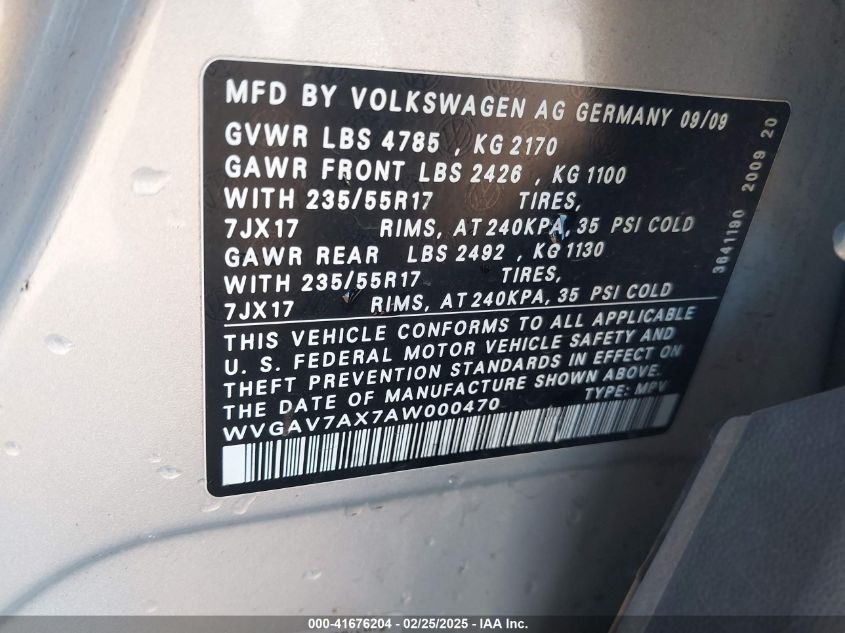 MFD BY VOLKSWAGEN AG GERMANY 09/09
GVWR LBS 4785 , KG 2170
GAWR FRONT LBS 2426 , KG 1100
WITH 235/55R17 TIRES,
7JX17 RIMS, AT 240KPA, 35 PSI COLD
GAWR REAR LBS 2492 , KG 1130
WITH 235/55R17 TIRES,
7JX17 RIMS, AT 240KPA, 35 PSI COLD
THIS VEHICLE CONFORMS TO ALL APPLICABLE
U. S. FEDERAL MOTOR VEHICLE SAFETY AND
THEFT PREVENTION STANDARDS IN EFFECT ON
THE DATE OF MANUFACTURE SHOWN ABOVE.
WVGAV7AX7AW000470 TYPE: MPV
3641190 2009 20
000-41676204 - 02/25/2025 - IAA Inc.